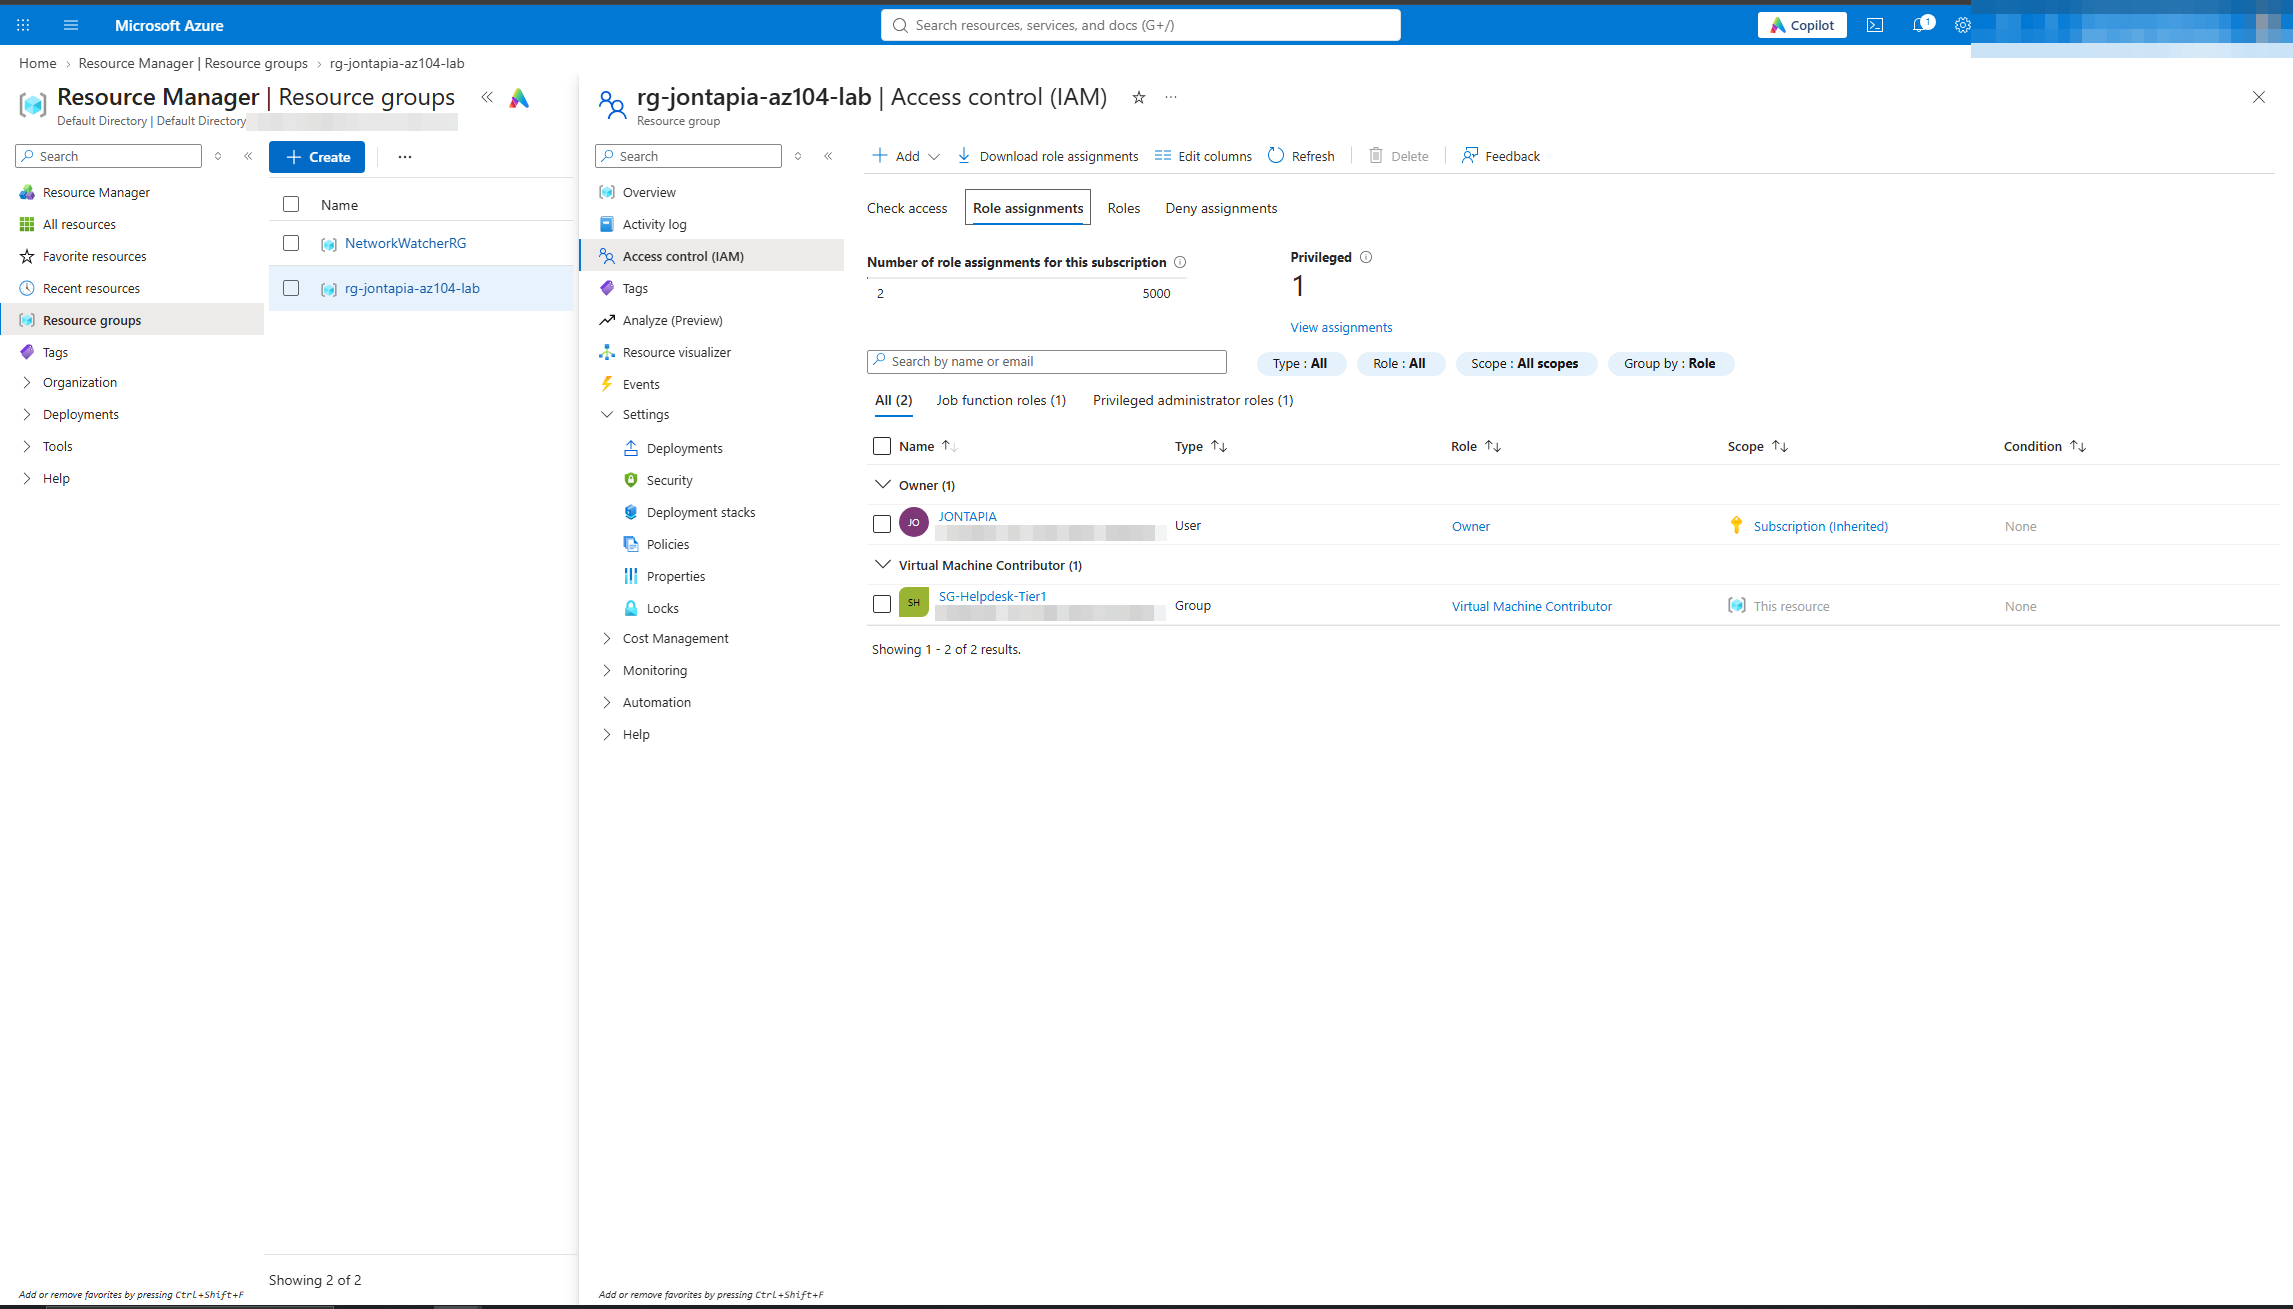 Microsoft Azure
Search resources, services, and docs (G+/)
Copilot
1
Home > Resource Manager | Resource groups > rg-jontapia-az104-lab
Resource Manager | Resource groups
Default Directory | Default Directory
Search
Resource Manager
All resources
Favorite resources
Recent resources
Resource groups
Tags
Organization
Deployments
Tools
Help
Add or remove favorites by pressing Ctrl+Shift+F
Create
Name
NetworkWatcherRG
rg-jontapia-az104-lab
Showing 2 of 2
rg-jontapia-az104-lab | Access control (IAM)
Resource group
Search
Overview
Activity log
Access control (IAM)
Tags
Analyze (Preview)
Resource visualizer
Events
Settings
Deployments
Security
Deployment stacks
Policies
Properties
Locks
Cost Management
Monitoring
Automation
Help
Add or remove favorites by pressing Ctrl+Shift+F
Add Download role assignments Edit columns Refresh Delete Feedback
Check access Role assignments Roles Deny assignments
Number of role assignments for this subscription
2 5000
Privileged
1
View assignments
Search by name or email
Type : All Role : All Scope : All scopes Group by : Role
All (2) Job function roles (1) Privileged administrator roles (1)
Name Type Role Scope Condition
Owner (1)
JO JONTAPIA User Owner Subscription (Inherited) None
Virtual Machine Contributor (1)
SH SG-Helpdesk-Tier1 Group Virtual Machine Contributor This resource None
Showing 1 - 2 of 2 results.